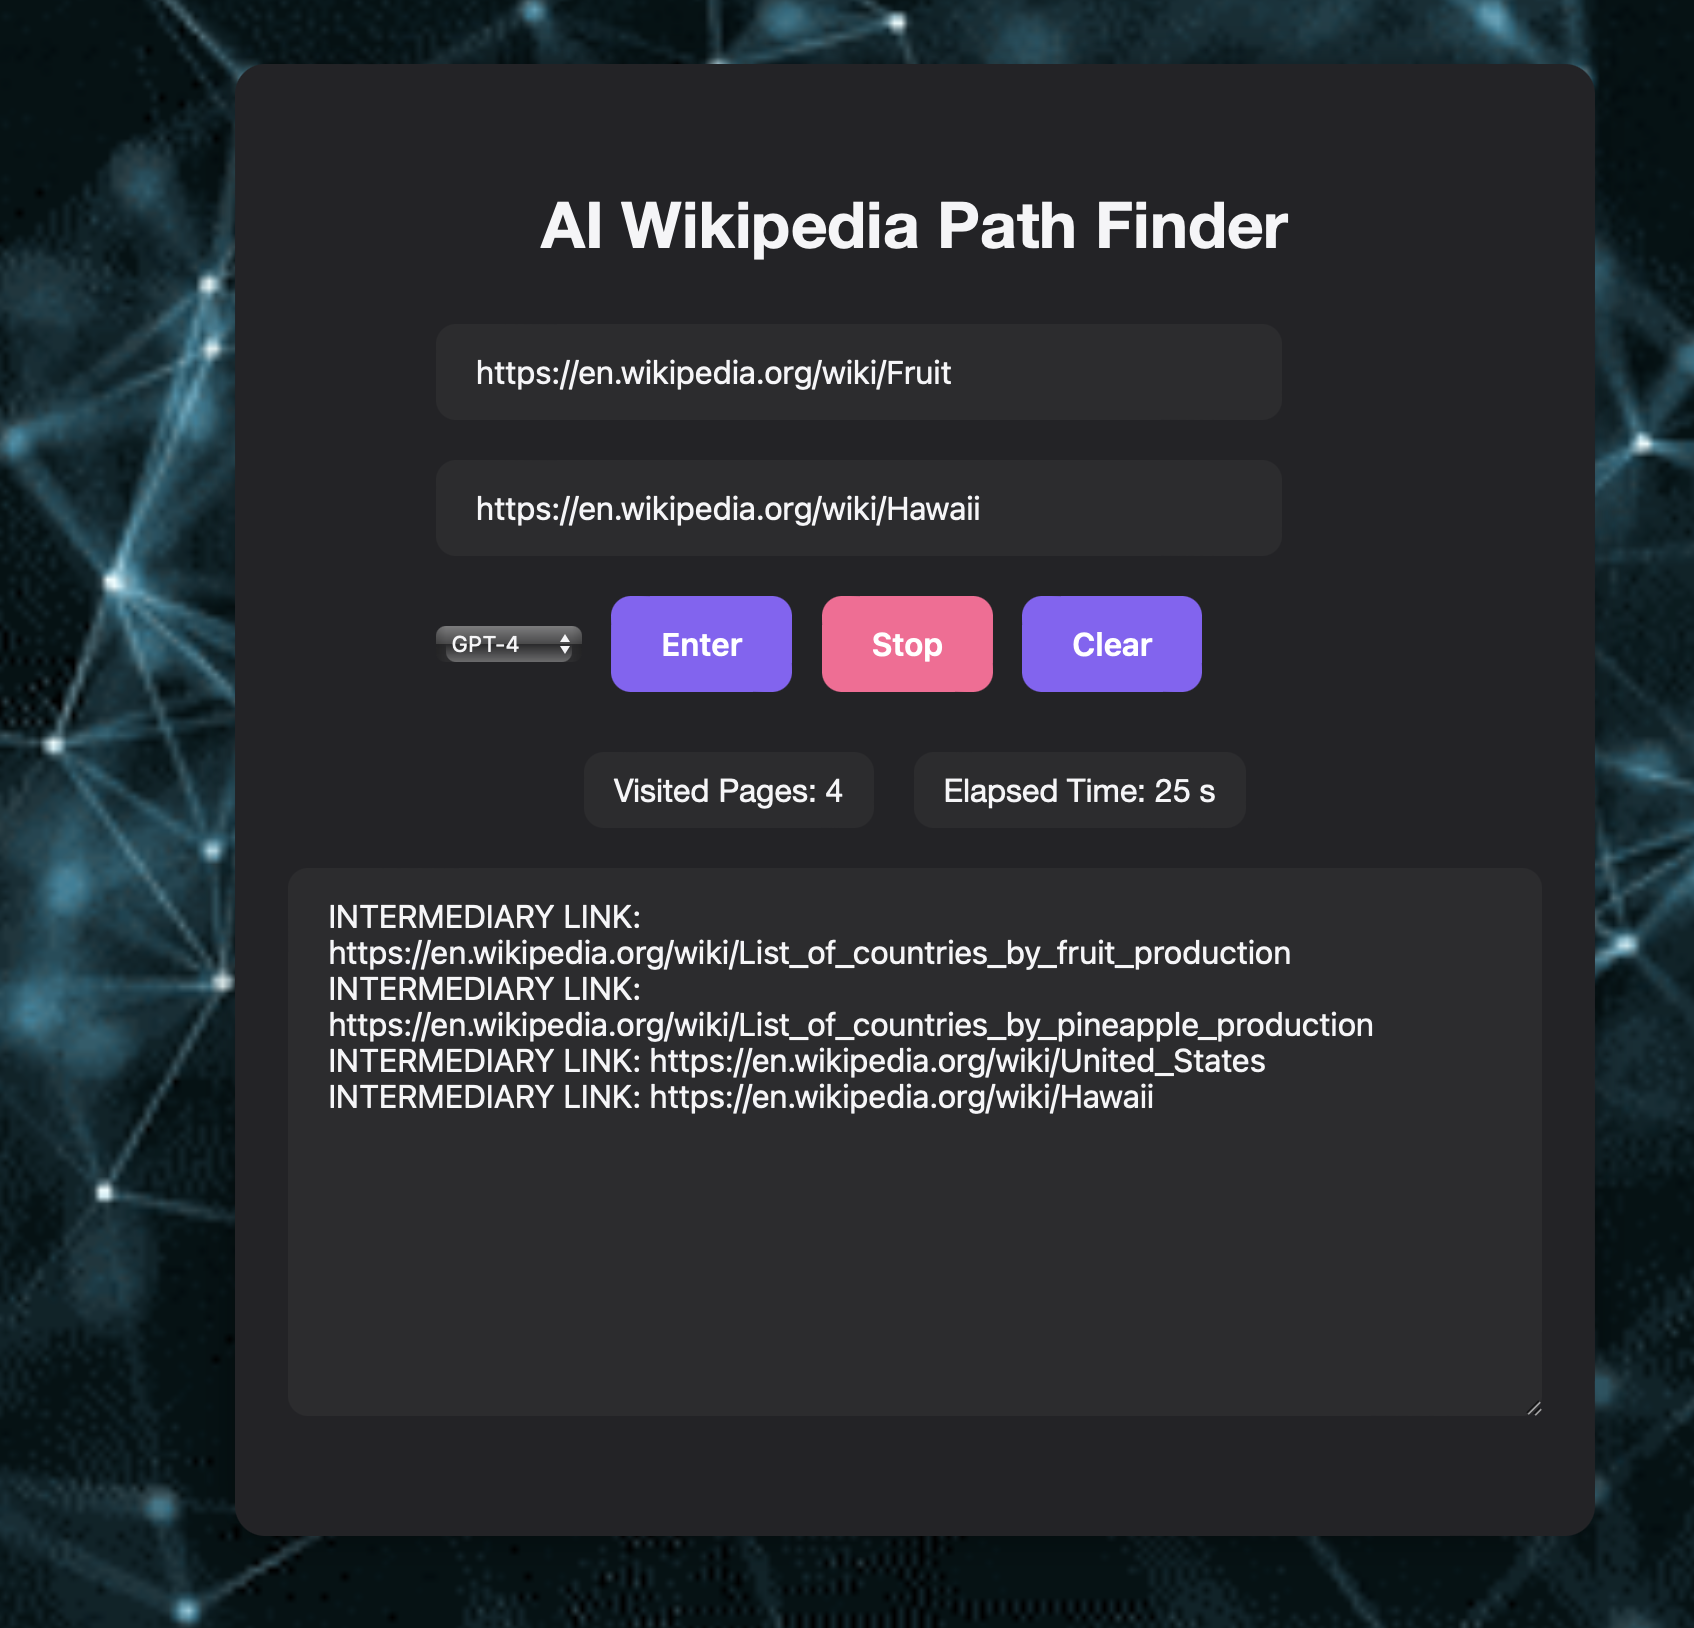 AI Wikipedia Path Finder
https://en.wikipedia.org/wiki/Fruit
https://en.wikipedia.org/wiki/Hawaii
GPT-4 Enter Stop Clear
Visited Pages: 4 Elapsed Time: 25 s
INTERMEDIARY LINK:
https://en.wikipedia.org/wiki/List_of_countries_by_fruit_production
INTERMEDIARY LINK:
https://en.wikipedia.org/wiki/List_of_countries_by_pineapple_production
INTERMEDIARY LINK: https://en.wikipedia.org/wiki/United_States
INTERMEDIARY LINK: https://en.wikipedia.org/wiki/Hawaii